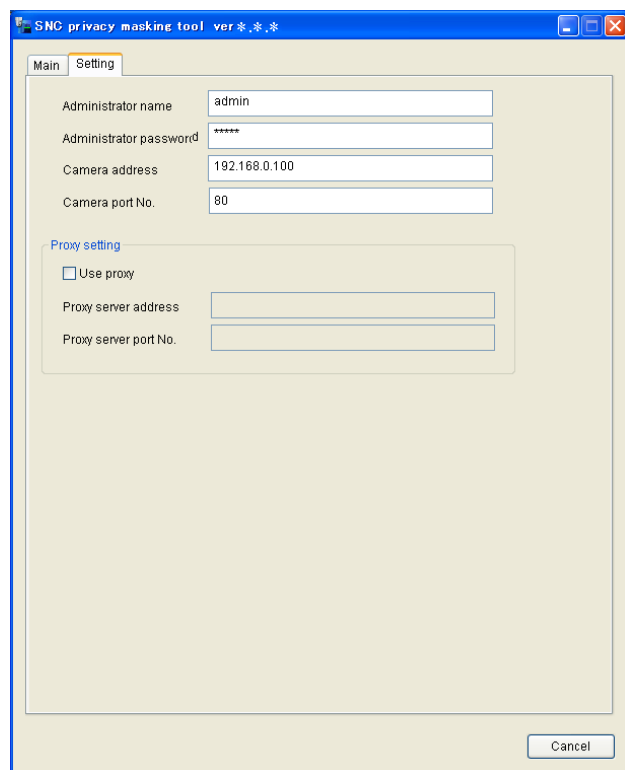 SNC privacy masking tool ver＊.＊.＊
Main Setting
Administrator name admin
Administrator password *****
Camera address 192.168.0.100
Camera port No. 80
Proxy setting
Use proxy
Proxy server address
Proxy server port No.
Cancel